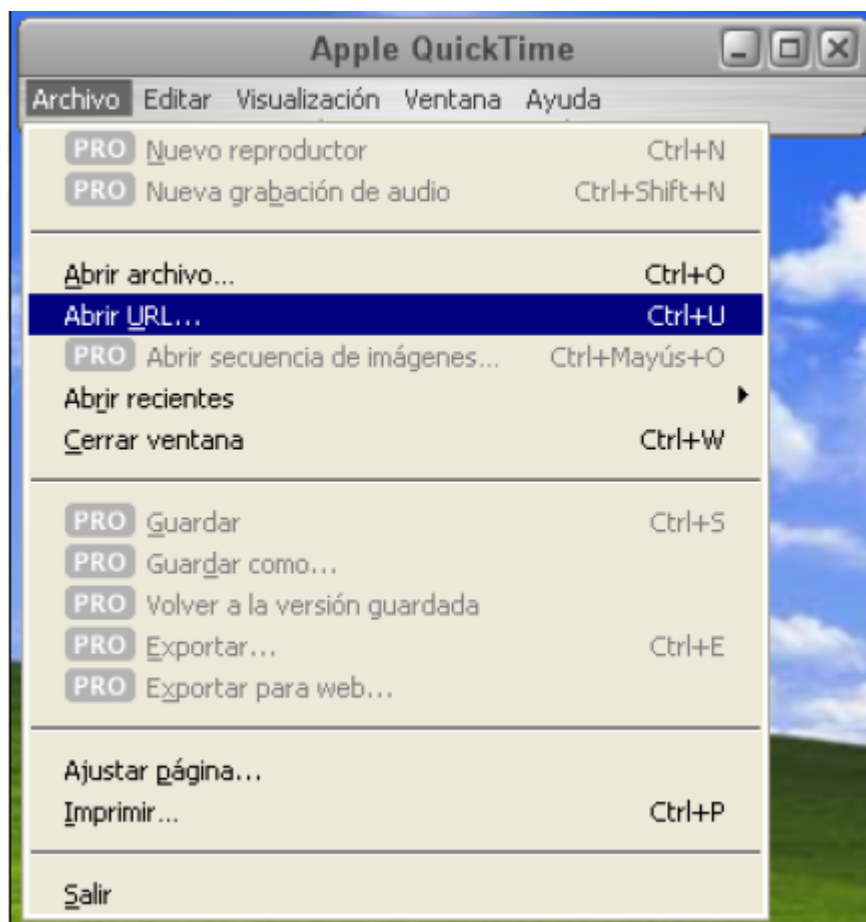 Apple QuickTime
Archivo Editar Visualización Ventana Ayuda
PRO Nuevo reproductor Ctrl+N
PRO Nueva grabación de audio Ctrl+Shift+N
Abrir archivo... Ctrl+O
Abrir URL... Ctrl+U
PRO Abrir secuencia de imágenes... Ctrl+Mayús+O
Abrir recientes
Cerrar ventana Ctrl+W
PRO Guardar Ctrl+S
PRO Guardar como...
PRO Volver a la versión guardada
PRO Exportar... Ctrl+E
PRO Exportar para web...
Ajustar página...
Imprimir... Ctrl+P
Salir